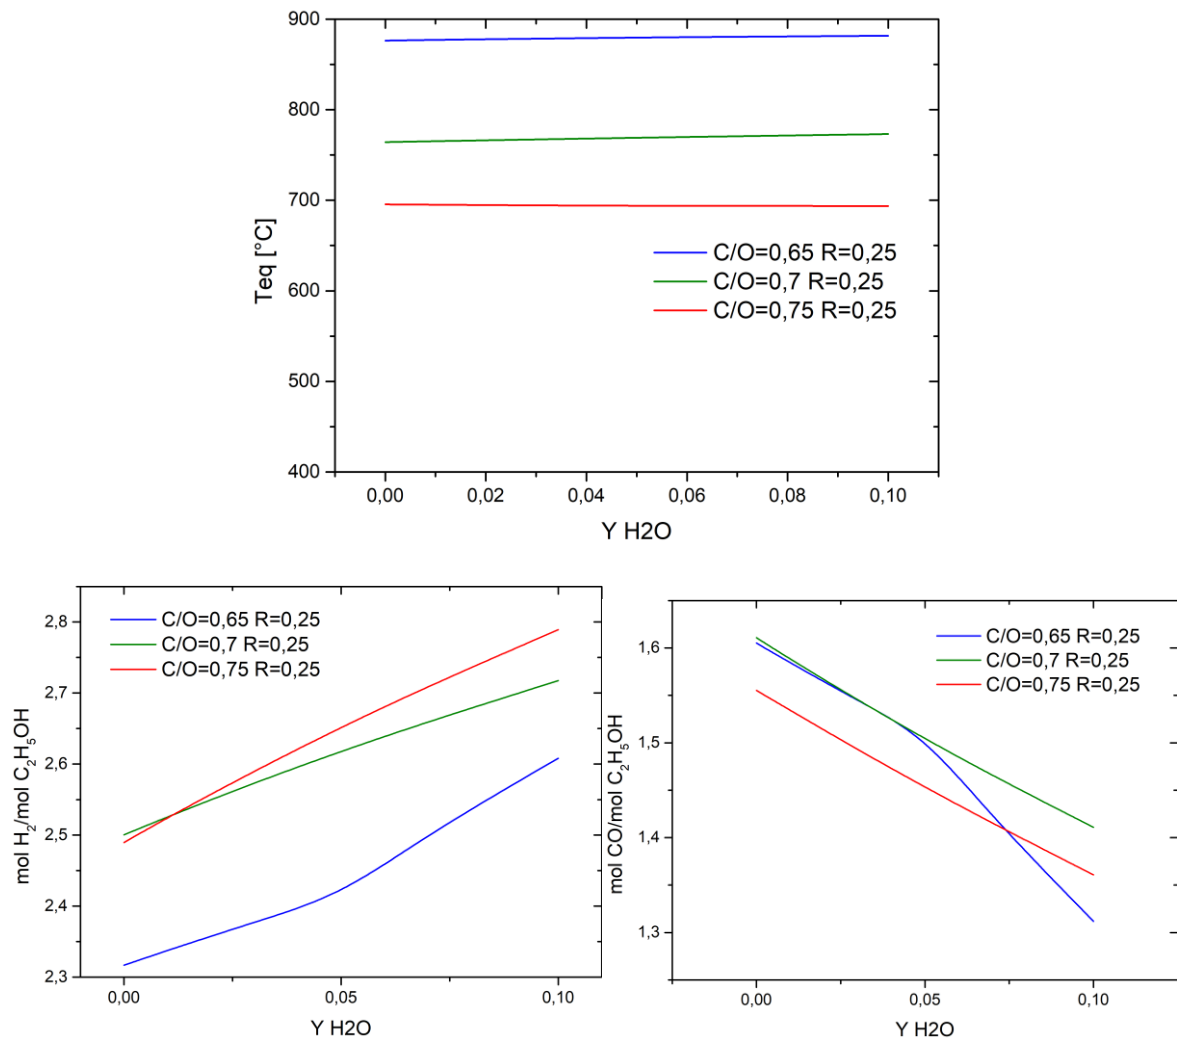 900
800
700
600
500
400
Teq [°C]
C/O=0,65 R=0,25
C/O=0,7 R=0,25
C/O=0,75 R=0,25
0,00 0,02 0,04 0,06 0,08 0,10
Y H2O
2,8
2,7
2,6
2,5
2,4
2,3
mol H₂/mol C₂H₅OH
C/O=0,65 R=0,25
C/O=0,7 R=0,25
C/O=0,75 R=0,25
0,00 0,05 0,10
Y H2O
1,6
1,5
1,4
1,3
mol CO/mol C₂H₅OH
C/O=0,65 R=0,25
C/O=0,7 R=0,25
C/O=0,75 R=0,25
0,00 0,05 0,10
Y H2O